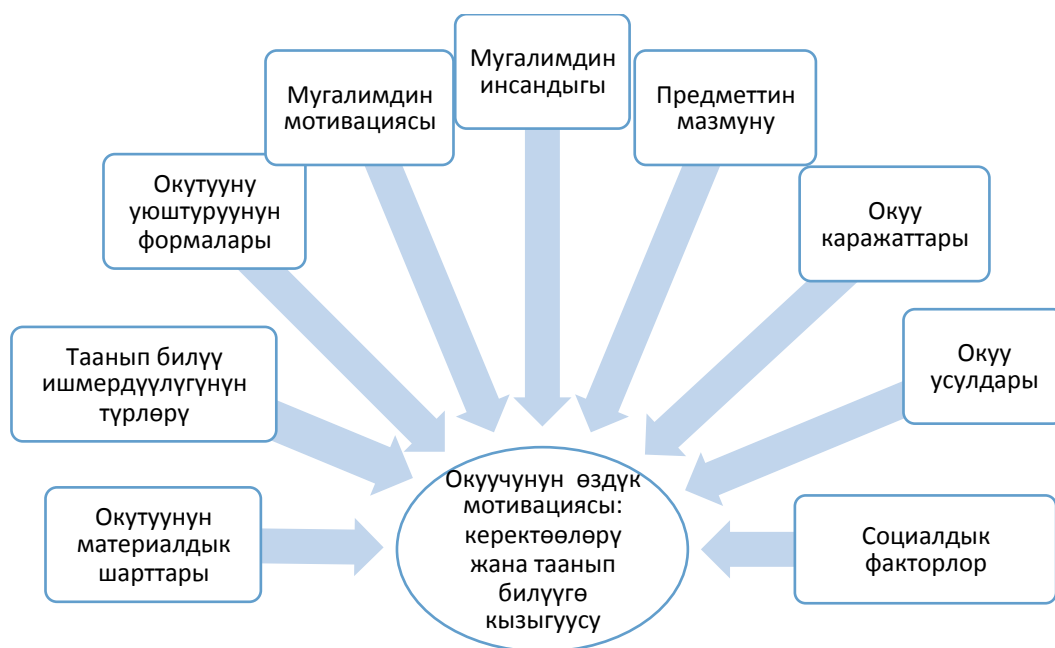 Мугалимдин
инсандыгы
Мугалимдин
мотивациясы
Предметтин
мазмуну
Окутууну
уюштуруунун
формалары
Окуу
каражаттары
Таанып билүү
ишмердүүлүгүнүн
түрлөрү
Окуу
усулдары
Окутуунун
материалдык
шарттары
Окуучунун өздүк
мотивациясы:
керектөөлөрү
жана таанып
билүүгө
кызыгуусу
Социалдык
факторлор